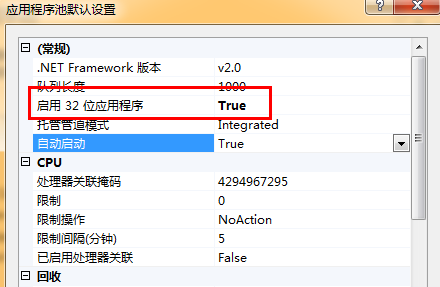 应用程序池默认设置
(常规)
.NET Framework 版本 v2.0
队列长度 1000
启用 32 位应用程序 True
托管管道模式 Integrated
自动启动 True
CPU
处理器关联掩码 4294967295
限制 0
限制操作 NoAction
限制间隔(分钟) 5
已启用处理器关联 False
回收